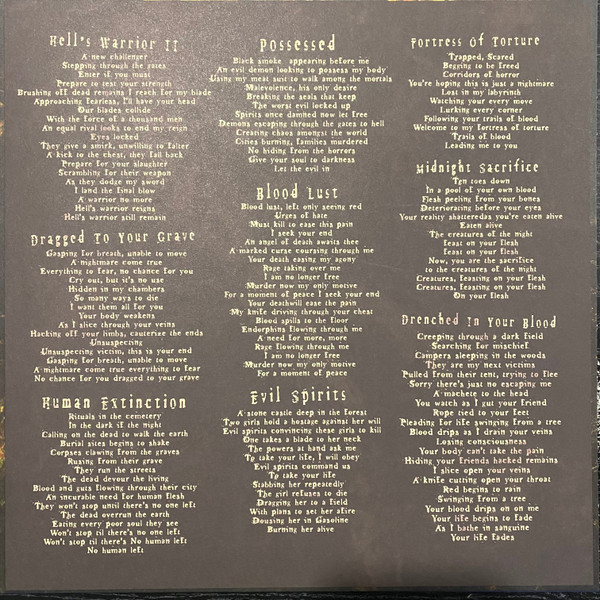 Hell's Warrior II
A new challenger
Stepping through the gates
Enter if you must
Prepare to test your strength
Brushing off dead remains I reach for my blade
Approaching fearless, I'll have your head
Our blades collide
With the force of a thousand men
An equal rival looks to end my reign
Eyes locked
They give a smirk, unwilling to falter
A kick to the chest, they fall back
Prepare for your slaughter
Scrambling for their weapon
As they dodge my sword
I land the final blow
A warrior no more
Hell's warrior reigns
Hell's warrior still remain
Dragged To Your Grave
Gasping for breath, unable to move
A nightmare come true
Everything to fear, no chance for you
Cry out, but it's no use
Hidden in my chambers
So many ways to die
I want them all for you
Your body weakens
As I slice through your veins
Hacking off your limbs, cauterize the ends
Unsuspecting
Unsuspecting victim, this is your end
Gasping for breath, unable to move
A nightmare come true everything to fear
No chance for you dragged to your grave
Human Extinction
Rituals in the cemetery
In the dark if the night
Calling on the dead to walk the earth
Burial sites begins to shake
Corpses clawing from the graves
Rusing from their grave
They run the streets
The dead devour the living
Blood and guts flowing through their city
An incurable need for human flesh
They won't stop until there's no one left
The dead overrun the earth
Eating every poor soul they see
Won't stop til there's no one left
Won't stop til there's No human left
No human left
Possessed
Black smoke appearing before me
An evil demon looking to possess my body
Using my meat suit to walk among the mortals
Malevolence, his only desire
Breaking the seals that keep
The worst evil locked up
Spirits once damned now let free
Demons escaping through the gates to hell
Creating chaos amongst the world
Cities burning, families murdered
No hiding from the horrors
Give your soul to darkness
Let the evil in
Blood Lust
Blood lust, left only seeing red
Urges of hate
Must kill to ease this pain
I seek your end
An angel of death awaits thee
A marked curse coursing through me
Your death easing my agony
Rage taking over me
I am no longer free
Murder now my only motive
For a moment of peace I seek your end
Your deathwill ease the pain
My knife driving through your chest
Blood spills to the floor
Endorphins flowing through me
A need for more, more
Rage flowing through me
I am no longer free
Murder now my only motive
For a moment of peace
Evil Spirits
A stone castle deep in the forest
Two girls hold a hostage against her will
Evil spirits convincing these girls to kill
One takes a blade to her neck
The powers at hand ask me
To take your life, I will obey
Evil spirits command us
To take your life
Stabbing her repeatedly
The girl refuses to die
Dragging her to a field
With plans to set her afire
Dousing her in Gasoline
Burning her alive
Fortress Of Torture
Trapped, Scared
Begging to be freed
Corridors of horror
You're hoping this is just a nightmare
Lost in my labyrinth
Watching your every move
Lurking every corner
Following your trails of blood
Welcome to my fortress of torture
Trails of blood
Leading me to you
Midnight Sacrifice
Ten toes down
In a pool of your own blood
Flesh peeling from your bones
Deteriorating before your eyes
Your reality shatteredas you're eaten alive
Eaten alive
The creatures of the night
feast on your flesh
feast on your flesh
Now, you are the sacrifice
to the creatures of the night
Creatures, feasting on your flesh
Creatures, feasting on your flesh
On your flesh
Drenched In Your Blood
Creeping through a dark field
Searching for mischief
Campers sleeping in the woods
They are my next victims
Pulled from their tent, trying to flee
Sorry there's just no escaping me
A machete to the head
You watch as I gut your friend
Rope tied to your feet
Pleading for life swinging from a tree
Blood drips as I drain your veins
Losing consciousness
Your body can't take the pain
Hiding your friends hacked remains
I slice open your veins
A knife cutting open your throat
Red begins to rain
Swinging from a tree
Your blood drips on on me
Your life begins to fade
As I bathe in sanguine
Your life fades